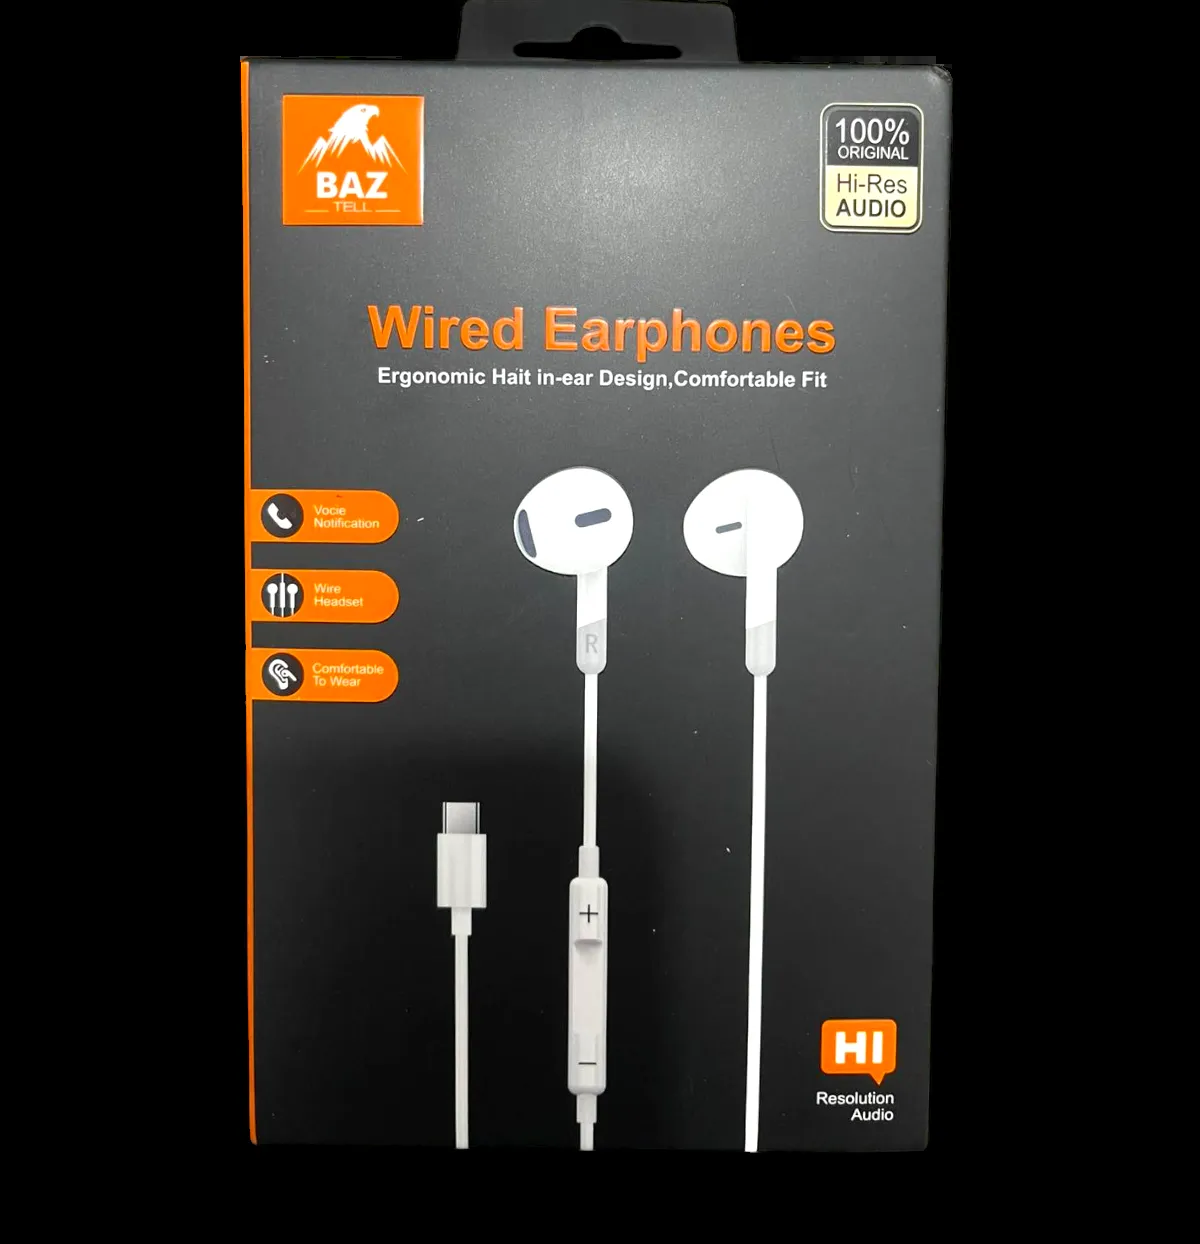 BAZ
TELL
100%
ORIGINAL
Hi-Res
AUDIO
Wired Earphones
Ergonomic Hait in-ear Design,Comfortable Fit
Vocie
Notification
Wire
Headset
Comfortable
To Wear
R
+
–
HI
Resolution
Audio